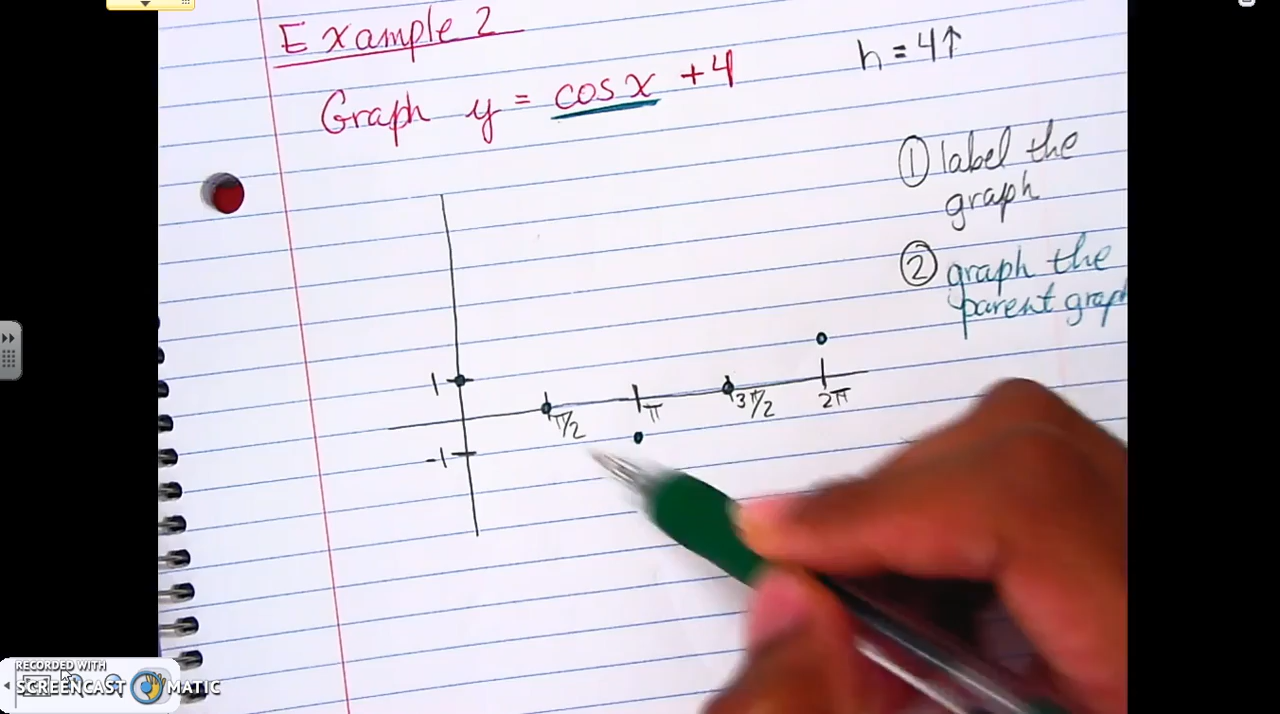 Example 2
Graph y = cos x + 4
h = 4↑
① label the
graph
② graph the
parent graph
1
-1
π/2
π
3π/2
2π
RECORDED WITH
SCREENCAST MATIC